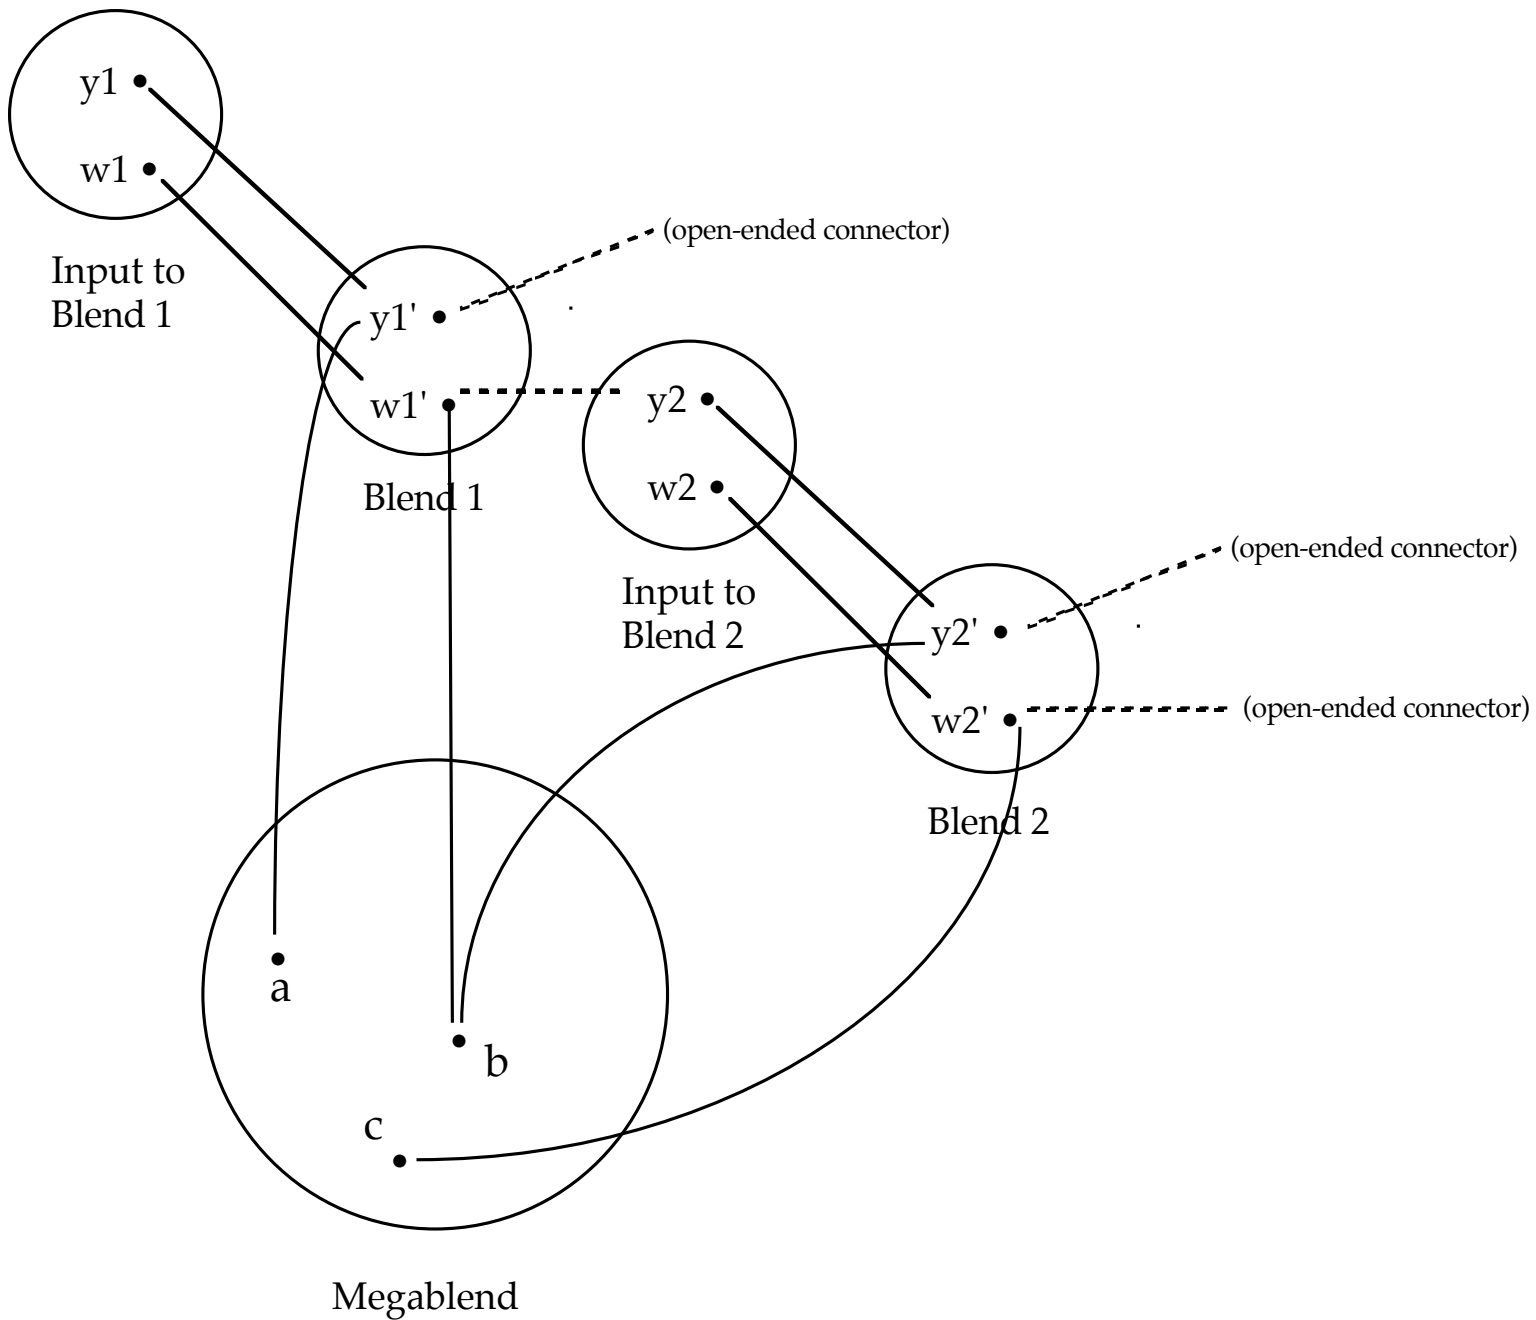 y1
w1
Input to
Blend 1
(open-ended connector)
y1'
w1'
Blend 1
y2
w2
Input to
Blend 2
(open-ended connector)
y2'
w2'
(open-ended connector)
Blend 2
a
b
c
Megablend